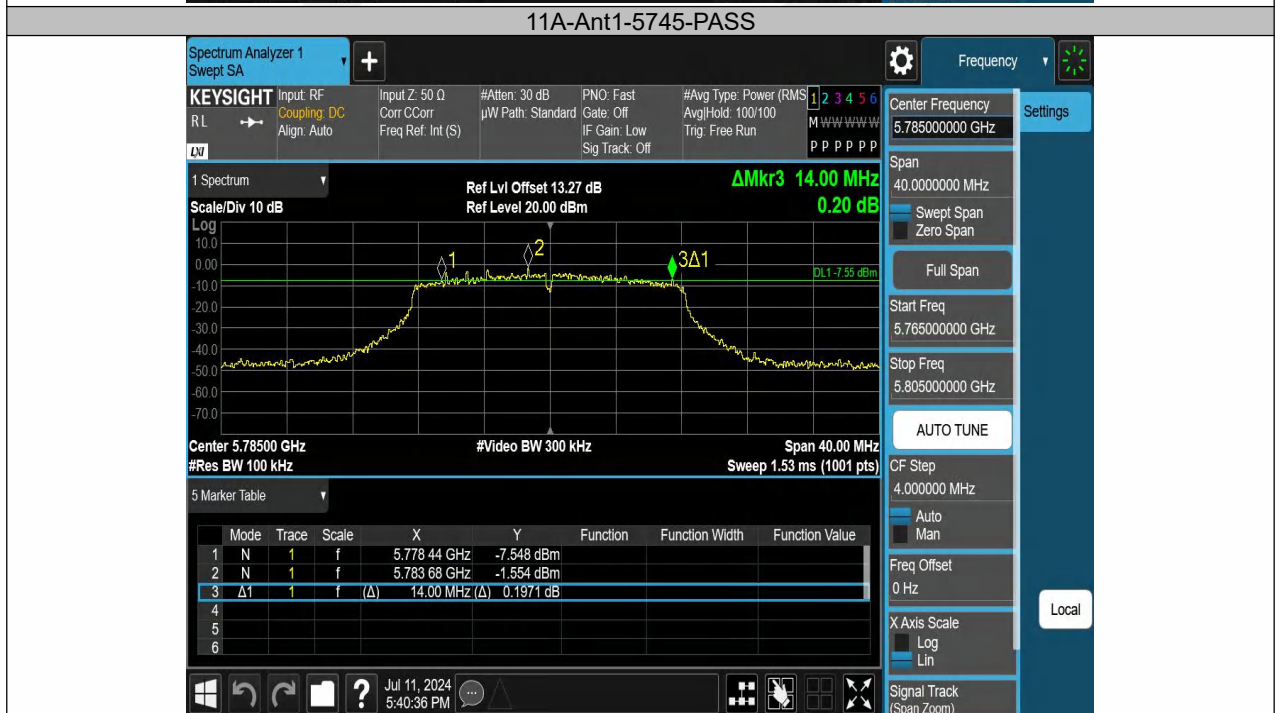 11A-Ant1-5745-PASS
Spectrum Analyzer 1
Swept SA
+
Frequency
KEYSIGHT
RL
LXI
Input: RF
Coupling: DC
Align: Auto
Input Z: 50 Ω
Corr CCorr
Freq Ref: Int (S)
#Atten: 30 dB
µW Path: Standard
PNO: Fast
Gate: Off
IF Gain: Low
Sig Track: Off
#Avg Type: Power (RMS
Avg|Hold: 100/100
Trig: Free Run
1 2 3 4 5 6
M W W W W W
P P P P P P
1 Spectrum
Ref Lvl Offset 13.27 dB
ΔMkr3 14.00 MHz
Scale/Div 10 dB
Ref Level 20.00 dBm
0.20 dB
Log
10.0
0.00
-10.0
-20.0
-30.0
-40.0
-50.0
-60.0
-70.0
1
2
3Δ1
DL1 -7.55 dBm
Center 5.78500 GHz
#Video BW 300 kHz
Span 40.00 MHz
#Res BW 100 kHz
Sweep 1.53 ms (1001 pts)
5 Marker Table
Mode Trace Scale X Y Function Function Width Function Value
1 N 1 f 5.778 44 GHz -7.548 dBm
2 N 1 f 5.783 68 GHz -1.554 dBm
3 Δ1 1 f (Δ) 14.00 MHz (Δ) 0.1971 dB
4
5
6
?
Jul 11, 2024
5:40:36 PM
Center Frequency
5.785000000 GHz
Settings
Span
40.0000000 MHz
Swept Span
Zero Span
Full Span
Start Freq
5.765000000 GHz
Stop Freq
5.805000000 GHz
AUTO TUNE
CF Step
4.000000 MHz
Auto
Man
Freq Offset
0 Hz
Local
X Axis Scale
Log
Lin
Signal Track
(Span Zoom)